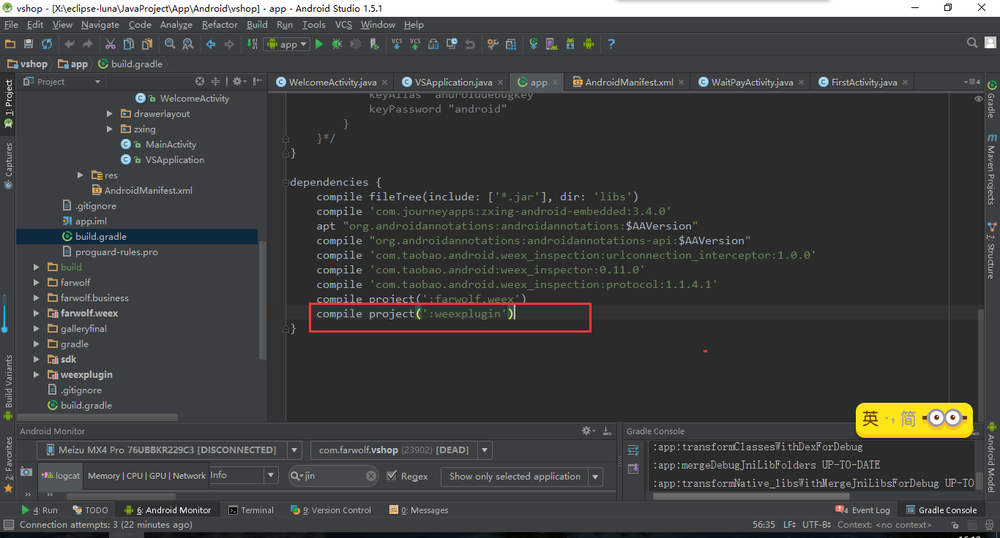 vshop - [X:\eclipse-luna\JavaProject\App\Android\vshop] - app - Android Studio 1.5.1
File Edit View Navigate Code Analyze Refactor Build Run Tools VCS Window Help
app
vshop app build.gradle
Project
WelcomeActivity.java VSApplication.java app AndroidManifest.xml WaitPayActivity.java FirstActivity.java
4
1: Project
Captures
Build Variants
2: Favorites
WelcomeActivity
drawerlayout
zxing
MainActivity
VSApplication
res
AndroidManifest.xml
.gitignore
app.iml
build.gradle
proguard-rules.pro
build
farwolf
farwolf.business
farwolf.weex
galleryfinal
gradle
sdk
weexplugin
.gitignore
build.gradle
keyAlias "androiddebugkey"
keyPassword "android"
}
}*/
}
dependencies {
compile fileTree(include: ['*.jar'], dir: 'libs')
compile 'com.journeyapps:zxing-android-embedded:3.4.0'
apt "org.androidannotations:androidannotations:$AAVersion"
compile "org.androidannotations:androidannotations-api:$AAVersion"
compile 'com.taobao.android.weex_inspection:urlconnection_interceptor:1.0.0'
compile 'com.taobao.android:weex_inspector:0.11.0'
compile 'com.taobao.android.weex_inspection:protocol:1.1.4.1'
compile project(':farwolf.weex')
compile project(':weexplugin')
}
Gradle
Maven Projects
7: Structure
Android Model
英 ·, 简
Android Monitor
Meizu MX4 Pro 76UBBKR229C3 [DISCONNECTED]
com.farwolf.vshop (23902) [DEAD]
logcat
Memory | CPU | GPU | Network
Info
jin
Regex
Show only selected application
Gradle Console
:app:transformClassesWithDexForDebug
:app:mergeDebugJniLibFolders UP-TO-DATE
:app:transformNative_libsWithMergeJniLibsForDebug UP-TO
4: Run TODO 6: Android Monitor Terminal 9: Version Control 0: Messages 4 Event Log Gradle Console
Connection attempts: 3 (22 minutes ago) 56:35 LF UTF-8 Context: <no context>